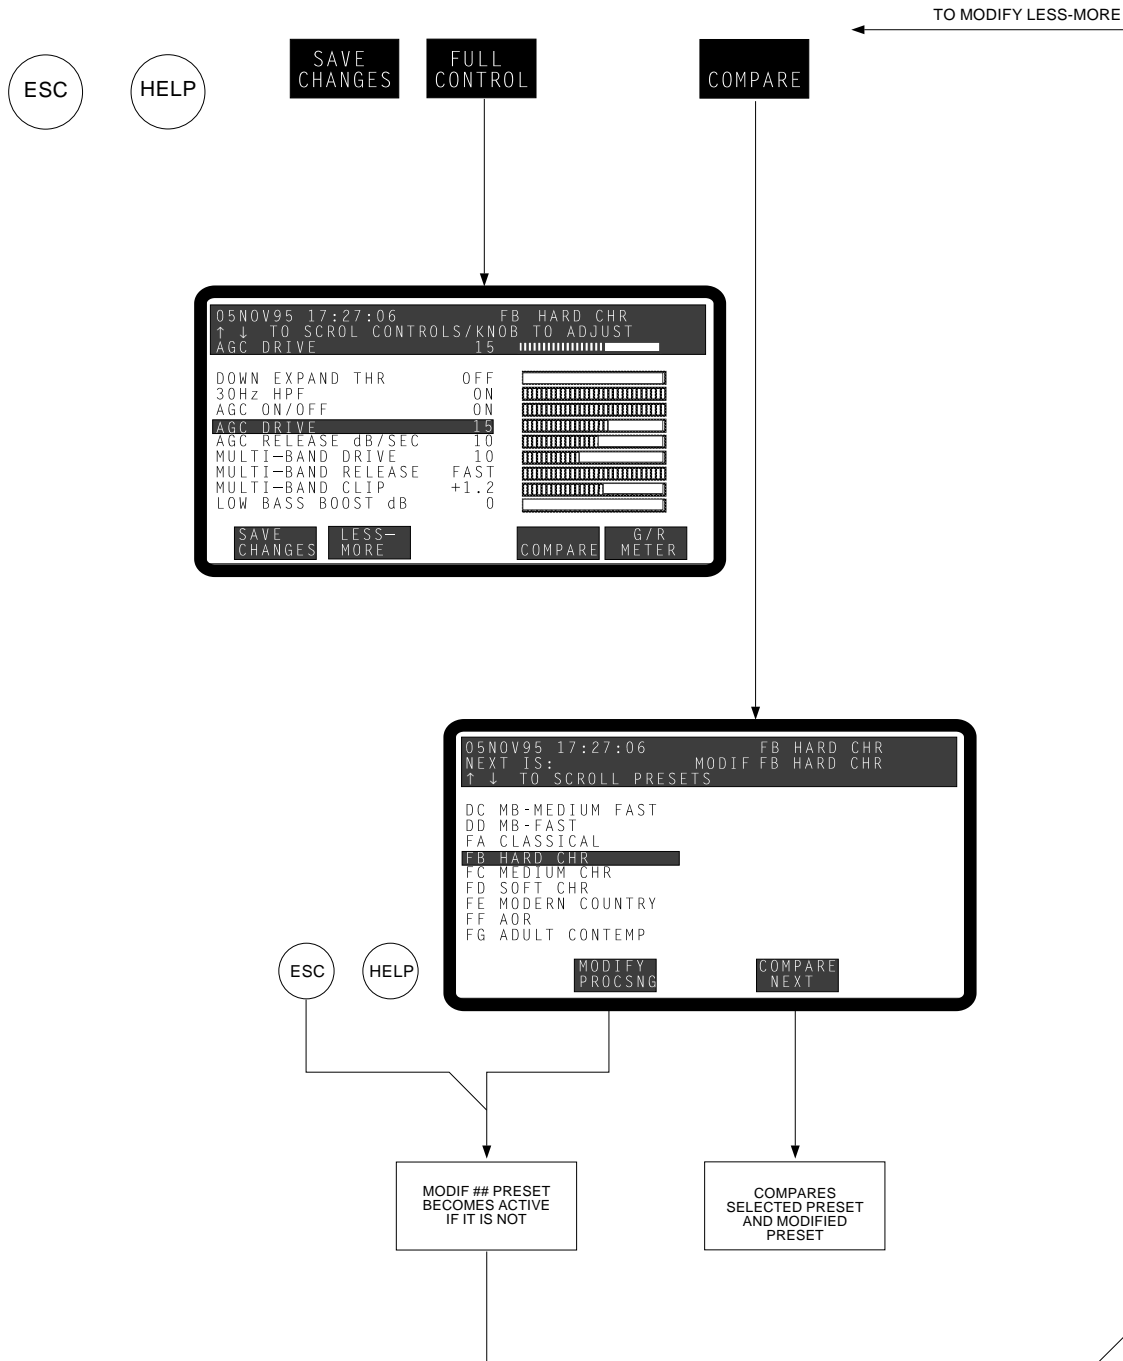 TO MODIFY LESS-MORE
ESC
HELP
SAVE
CHANGES
FULL
CONTROL
COMPARE
05NOV95 17:27:06 FB HARD CHR
↑ ↓ TO SCROL CONTROLS/KNOB TO ADJUST
AGC DRIVE 15
DOWN EXPAND THR OFF
30Hz HPF ON
AGC ON/OFF ON
AGC DRIVE 15
AGC RELEASE dB/SEC 10
MULTI-BAND DRIVE 10
MULTI-BAND RELEASE FAST
MULTI-BAND CLIP +1.2
LOW BASS BOOST dB 0
SAVE
CHANGES
LESS-
MORE
COMPARE
G/R
METER
05NOV95 17:27:06 FB HARD CHR
NEXT IS: MODIF FB HARD CHR
↑ ↓ TO SCROLL PRESETS
DC MB-MEDIUM FAST
DD MB-FAST
FA CLASSICAL
FB HARD CHR
FC MEDIUM CHR
FD SOFT CHR
FE MODERN COUNTRY
FF AOR
FG ADULT CONTEMP
MODIFY
PROCSNG
COMPARE
NEXT
ESC
HELP
MODIF ## PRESET
BECOMES ACTIVE
IF IT IS NOT
COMPARES
SELECTED PRESET
AND MODIFIED
PRESET